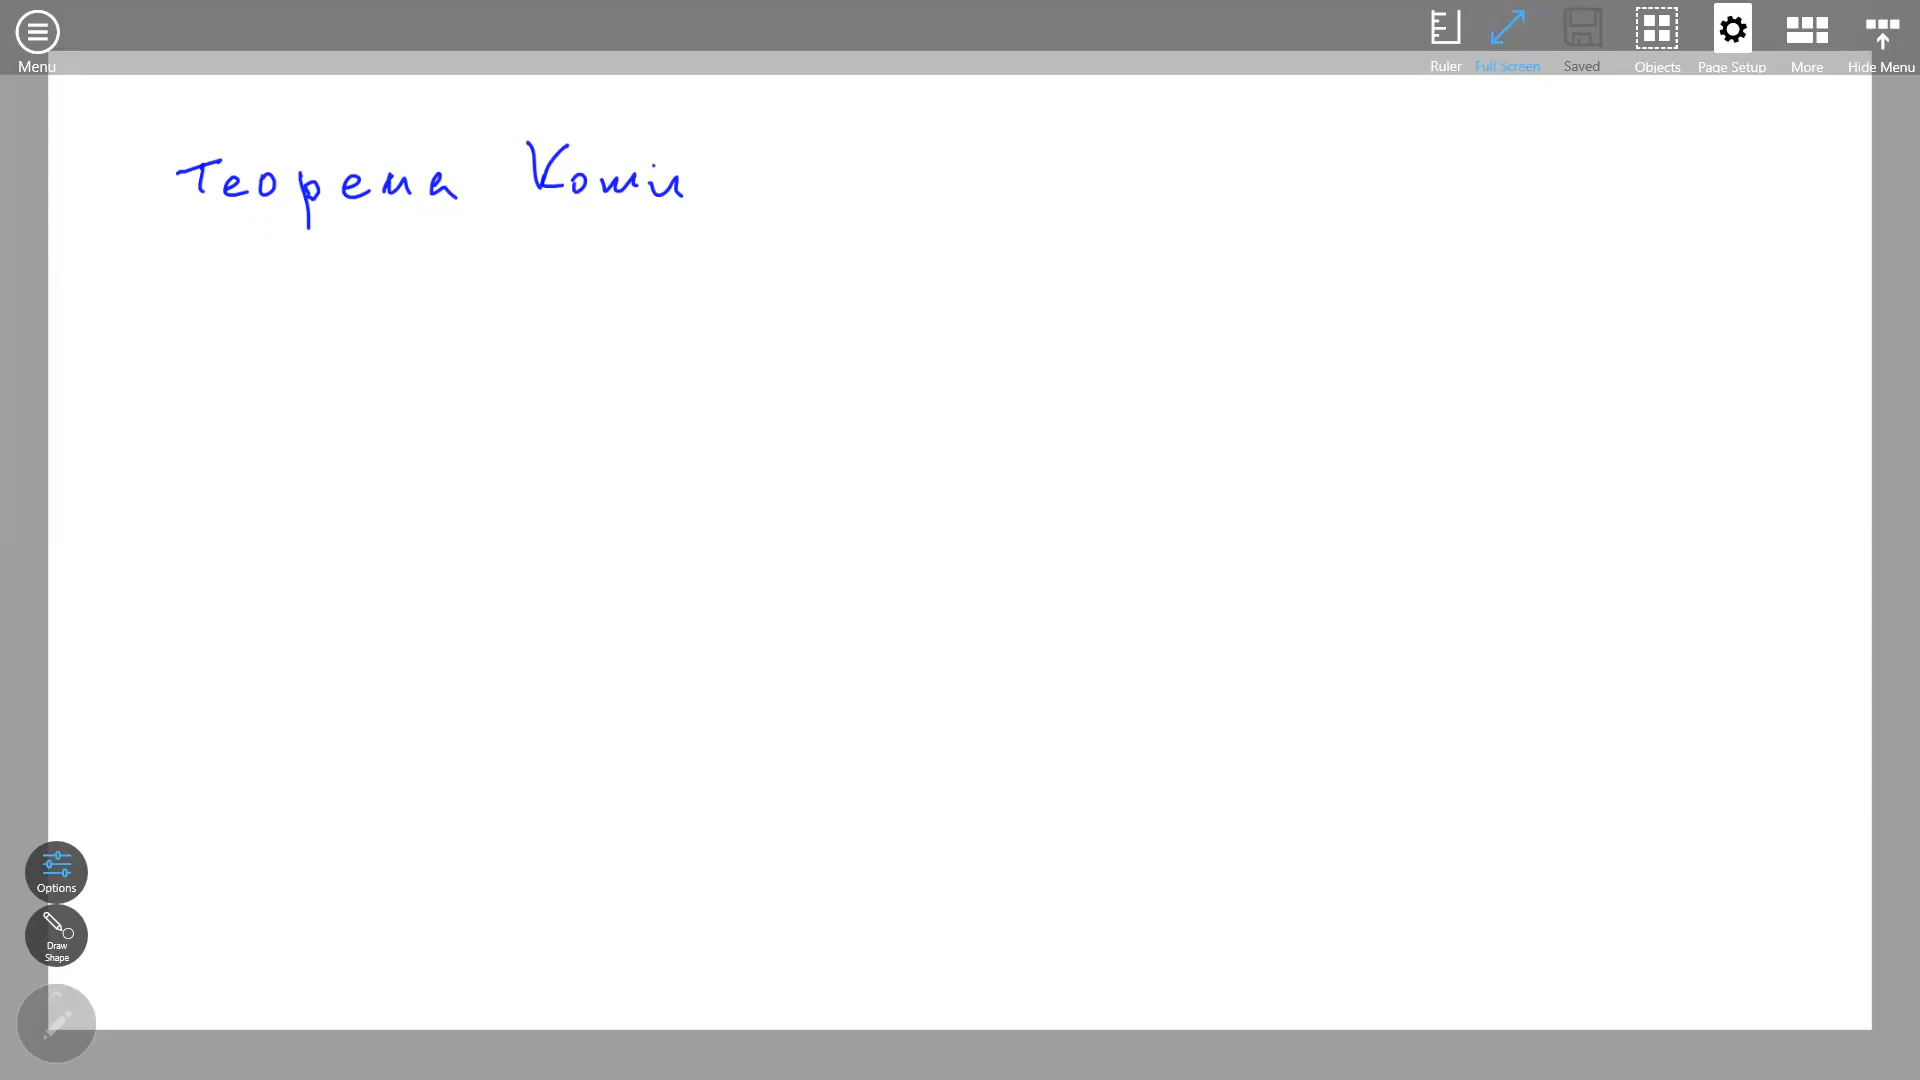 Menu
Ruler
Full Screen
Saved
Objects
Page Setup
More
Hide Menu
Теорема Коши
Options
Draw
Shape